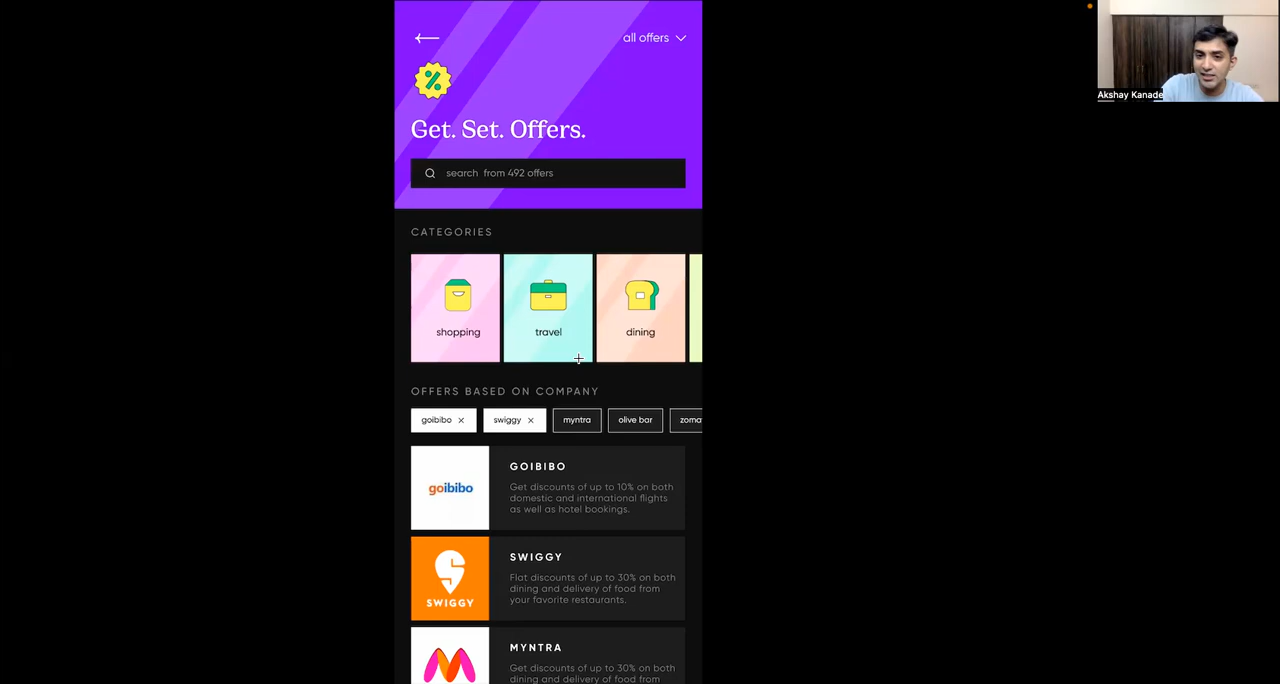 all offers
%
Get. Set. Offers.
search from 492 offers
CATEGORIES
shopping
travel
dining
OFFERS BASED ON COMPANY
goibibo
swiggy
myntra
olive bar
zoma
goibibo
GOIBIBO
Get discounts of up to 10% on both
domestic and international flights
as well as hotel bookings.
SWIGGY
SWIGGY
Flat discounts of up to 30% on both
dining and delivery of food from
your favorite restaurants.
MYNTRA
Get discounts of up to 30% on both
dining and delivery of food from
Akshay Kanade